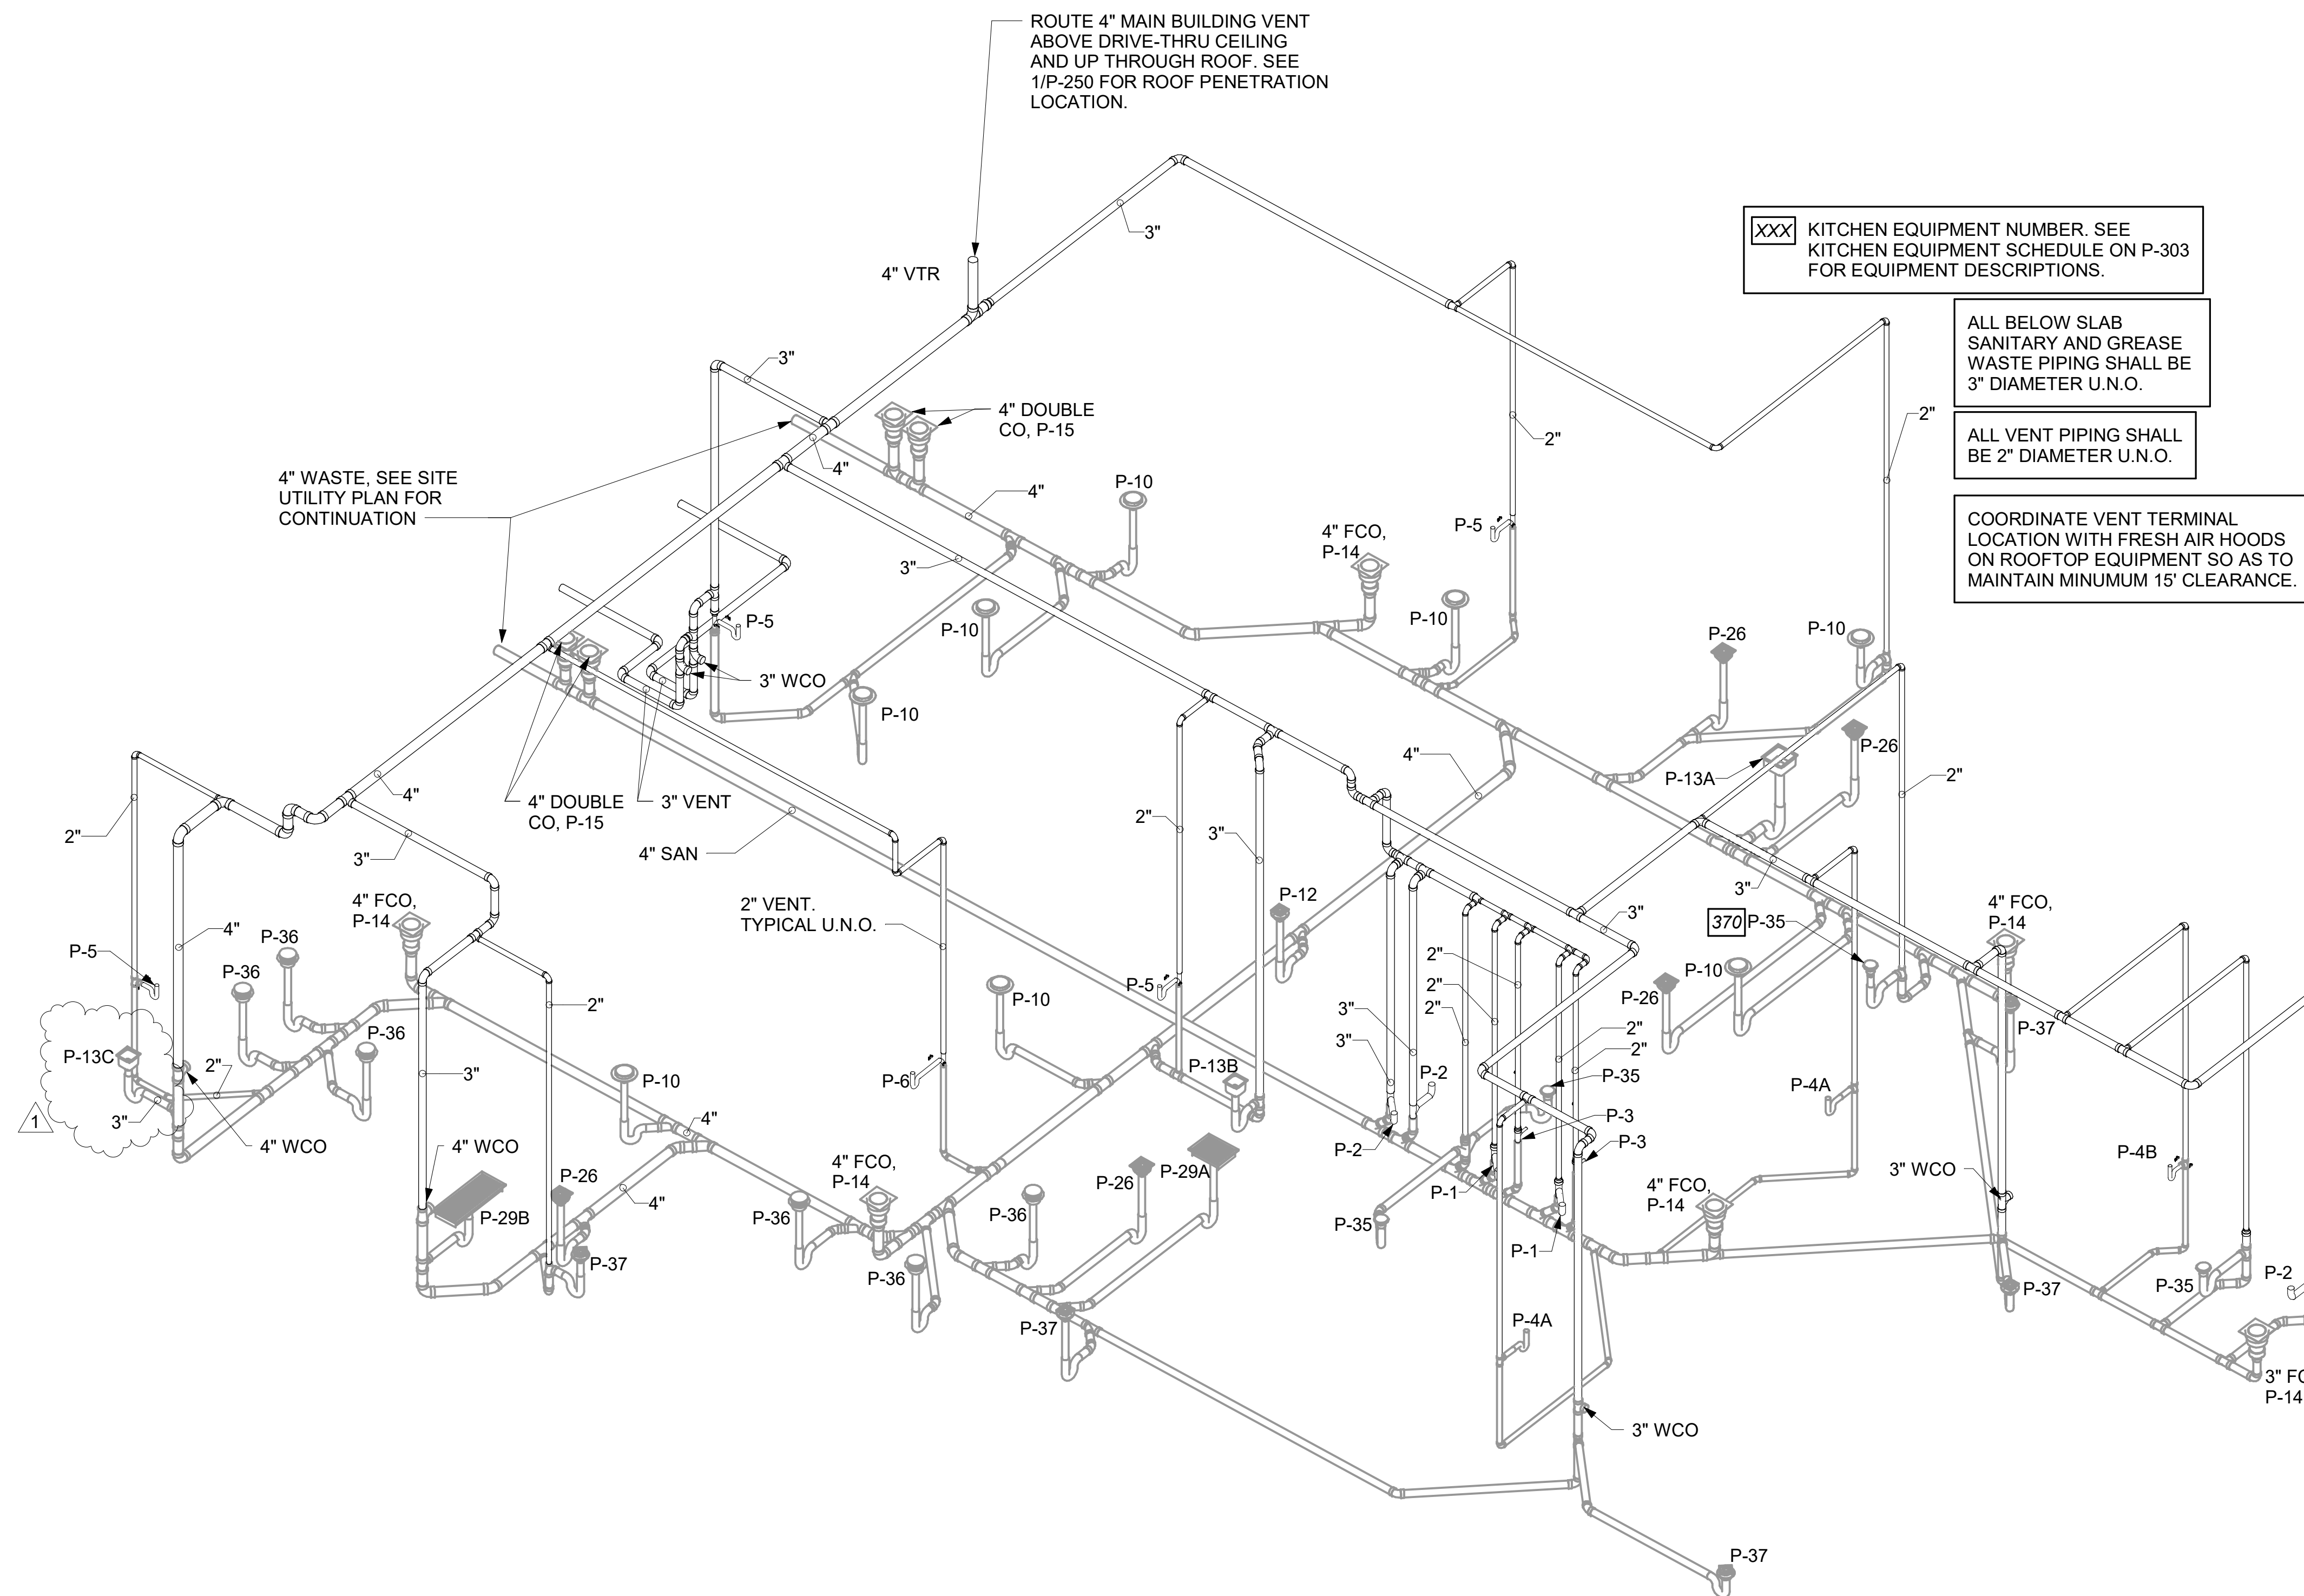 ROUTE 4" MAIN BUILDING VENT
ABOVE DRIVE-THRU CEILING
AND UP THROUGH ROOF. SEE
1/P-250 FOR ROOF PENETRATION
LOCATION.
XXX
KITCHEN EQUIPMENT NUMBER. SEE
KITCHEN EQUIPMENT SCHEDULE ON P-303
FOR EQUIPMENT DESCRIPTIONS.
ALL BELOW SLAB
SANITARY AND GREASE
WASTE PIPING SHALL BE
3" DIAMETER U.N.O.
ALL VENT PIPING SHALL
BE 2" DIAMETER U.N.O.
COORDINATE VENT TERMINAL
LOCATION WITH FRESH AIR HOODS
ON ROOFTOP EQUIPMENT SO AS TO
MAINTAIN MINUMUM 15' CLEARANCE.
3"
4" VTR
3"
4" DOUBLE
CO, P-15
2"
2"
4"
4" WASTE, SEE SITE
UTILITY PLAN FOR
CONTINUATION
4"
P-10
P-5
4" FCO,
P-14
3"
P-10
P-10
P-5
P-26
P-10
3" WCO
P-10
4"
P-26
P-13A
2"
4"
4" DOUBLE
CO, P-15
3" VENT
2"
3"
4" SAN
2"
3"
3"
4" FCO,
P-14
2" VENT.
TYPICAL U.N.O.
P-12
3"
370
P-35
4" FCO,
P-14
4"
P-36
P-5
P-36
2"
P-10
P-5
2"
2"
2"
3"
3"
2"
2"
P-26
P-10
P-37
2"
P-36
P-13C
2"
3"
1
4" WCO
3"
P-10
4"
P-6
P-13B
P-2
P-35
P-3
P-3
P-2
P-4A
4" WCO
P-26
P-29B
4"
P-37
4" FCO,
P-14
P-36
P-36
P-36
P-26
P-29A
P-37
P-1
P-35
P-1
4" FCO,
P-14
3" WCO
P-4B
P-35
P-2
P-37
P-4A
3" FC
P-14
3" WCO
P-37